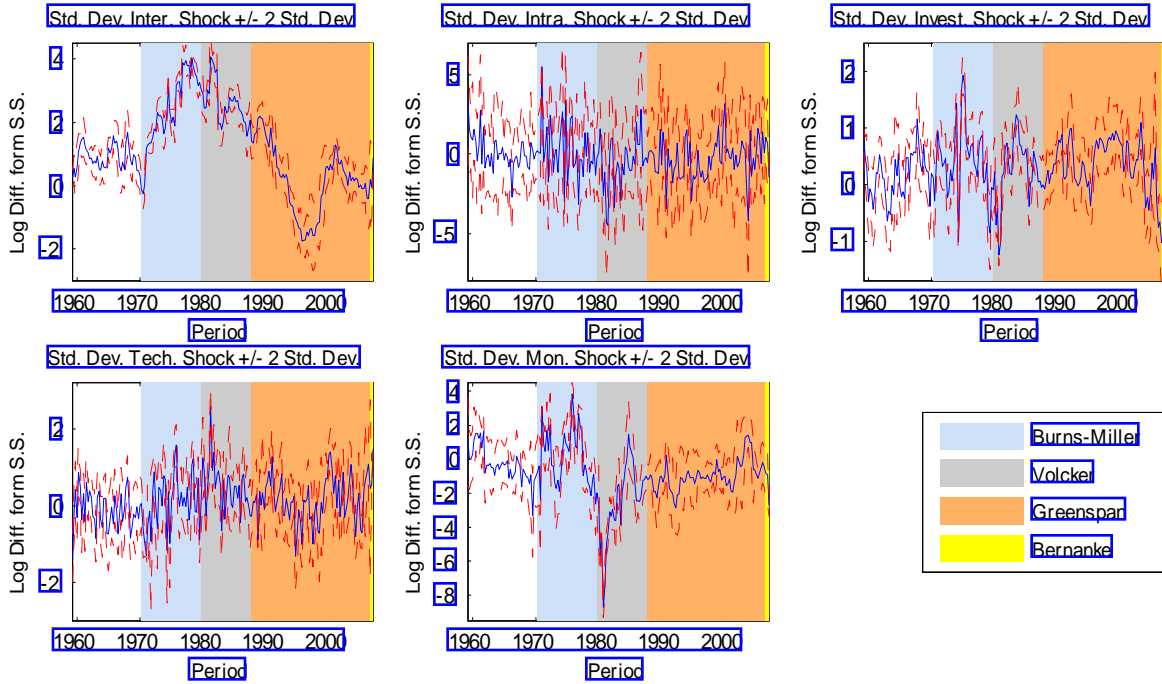 Std. Dev. Inter. Shock +/- 2 Std. Dev.
Std. Dev. Intra. Shock +/- 2 Std. Dev.
Std. Dev. Invest. Shock +/- 2 Std. Dev.
Log Diff. form S.S.
4
2
0
-2
1960 1970 1980 1990 2000
Period
Log Diff. form S.S.
5
0
-5
1960 1970 1980 1990 2000
Period
Log Diff. form S.S.
2
1
0
-1
1960 1970 1980 1990 2000
Period
Std. Dev. Tech. Shock +/- 2 Std. Dev.
Std. Dev. Mon. Shock +/- 2 Std. Dev.
Log Diff. form S.S.
2
0
-2
1960 1970 1980 1990 2000
Period
Log Diff. form S.S.
4
2
0
-2
-4
-6
-8
1960 1970 1980 1990 2000
Period
Burns-Miller
Volcker
Greenspan
Bernanke